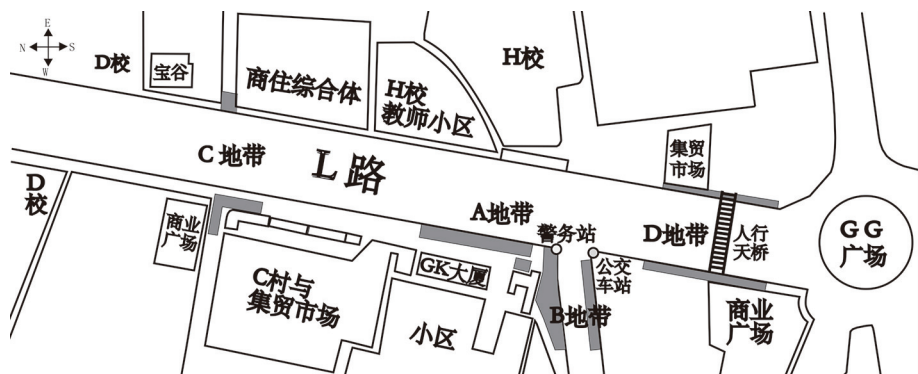 E
N
S
W
D校
宝谷
商住综合体
H校
教师小区
H校
集贸
市场
C地带
L路
D
校
商业
广场
A地带
警务站
D地带
人行
天桥
GG
广场
GK大厦
公交
车站
C村与
集贸市场
小区
B地带
商业
广场